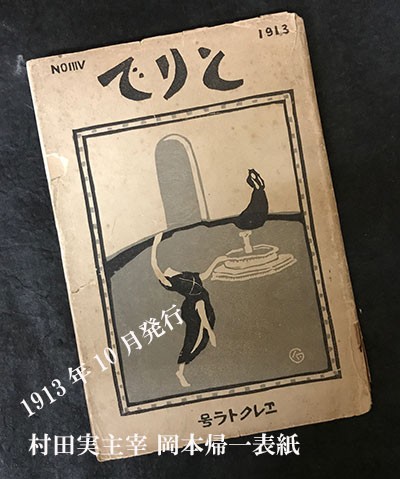 NOIIIV
1913
とりで
エレクトラ号
1913年10月発行
村田実主宰 岡本帰一表紙